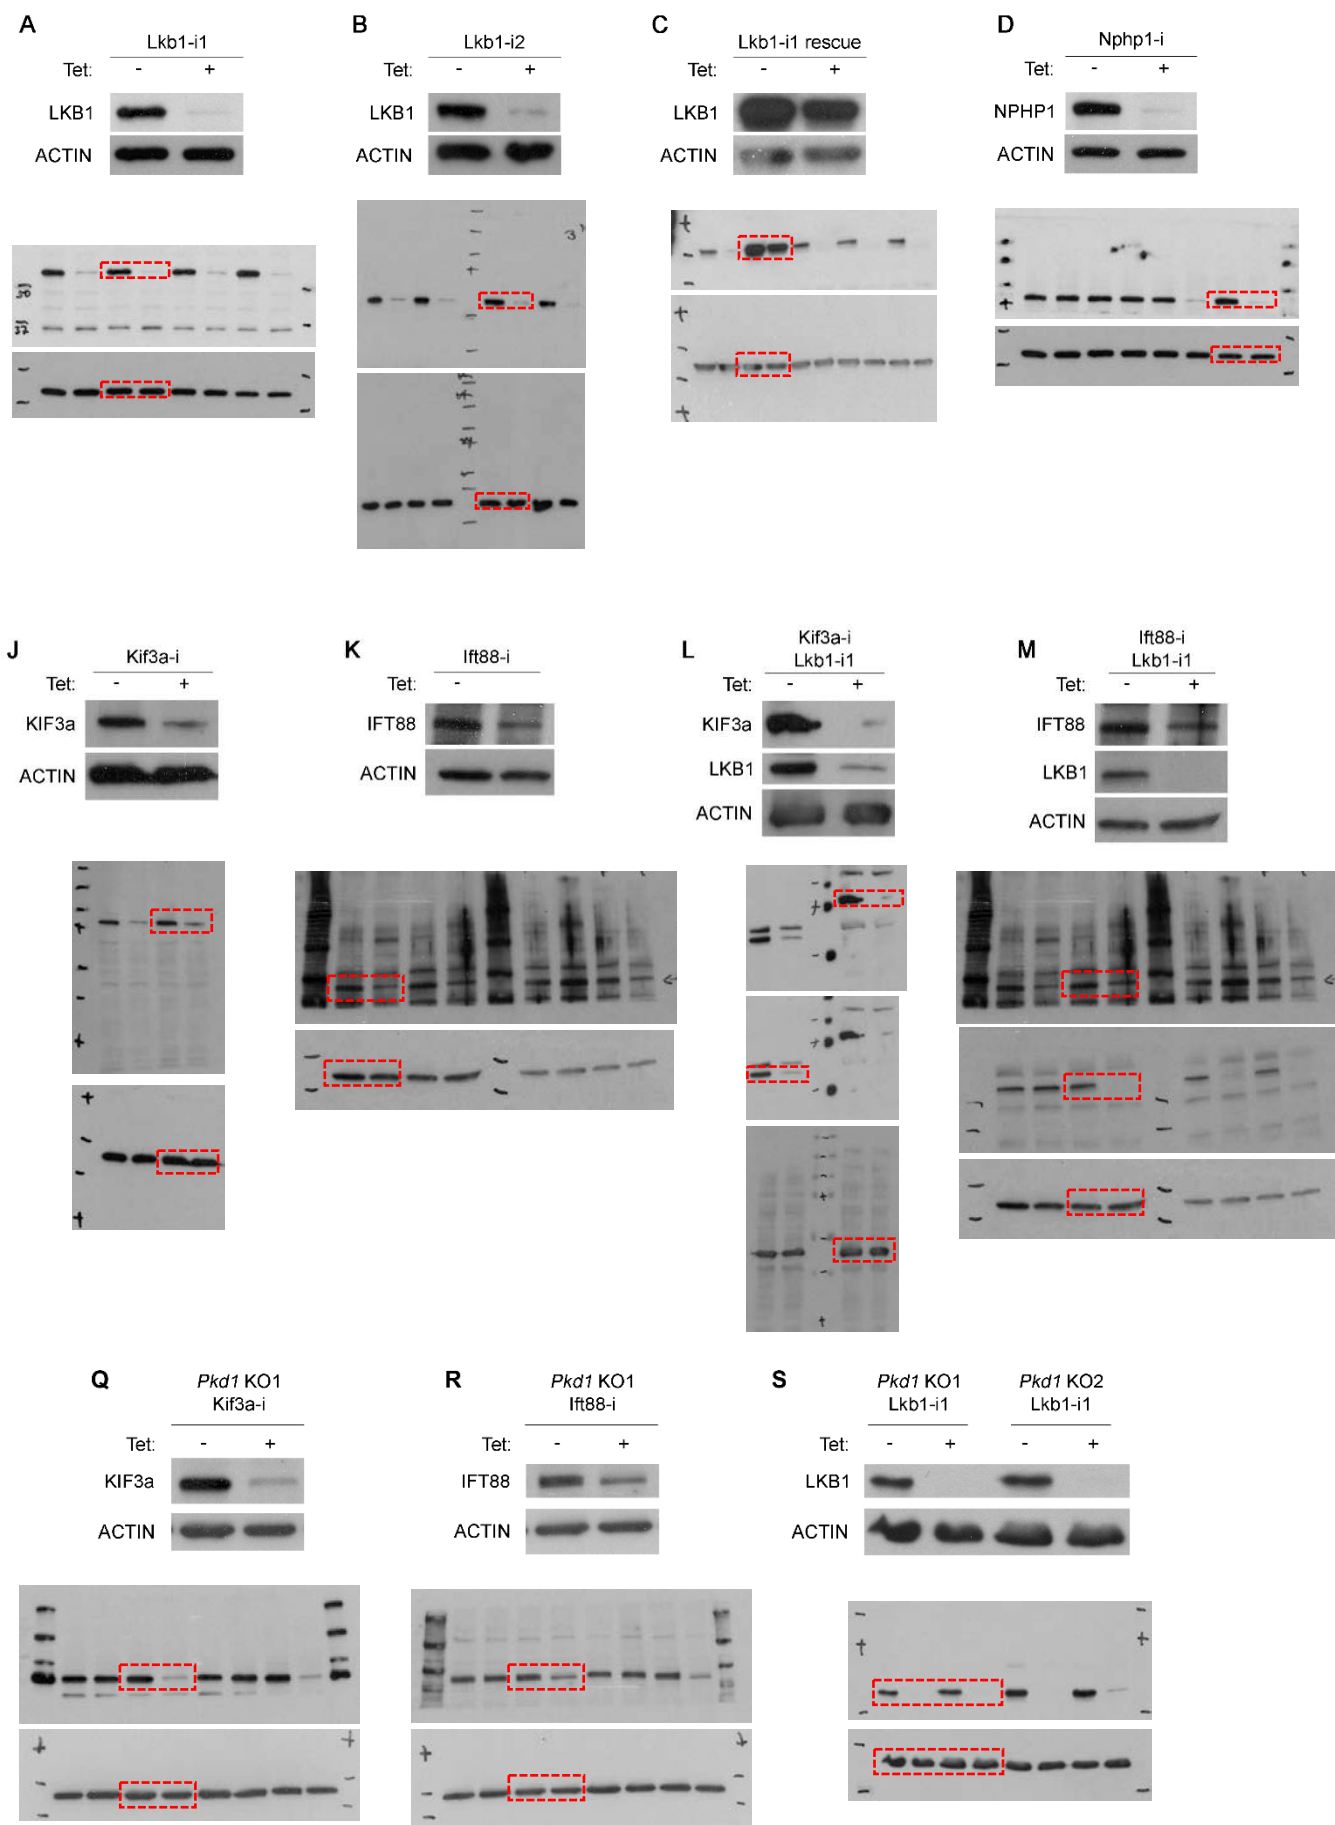 A
Lkb1-i1
Tet: - +
LKB1
ACTIN
B
Lkb1-i2
Tet: - +
LKB1
ACTIN
C
Lkb1-i1 rescue
Tet: - +
LKB1
ACTIN
D
Nphp1-i
Tet: - +
NPHP1
ACTIN
37
J
Kif3a-i
Tet: - +
KIF3a
ACTIN
K
Ift88-i
Tet: -
IFT88
ACTIN
L
Kif3a-i
Lkb1-i1
Tet: - +
KIF3a
LKB1
ACTIN
M
Ift88-i
Lkb1-i1
Tet: - +
IFT88
LKB1
ACTIN
Q
Pkd1 KO1
Kif3a-i
Tet: - +
KIF3a
ACTIN
R
Pkd1 KO1
Ift88-i
Tet: - +
IFT88
ACTIN
S
Pkd1 KO1 Pkd1 KO2
Lkb1-i1 Lkb1-i1
Tet: - + - +
LKB1
ACTIN